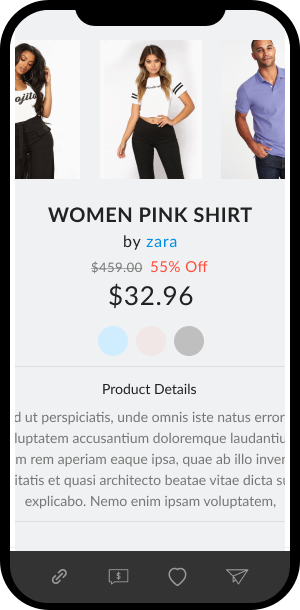 WOMEN PINK SHIRT
by zara
$459.00 55% Off
$32.96
Product Details
d ut perspiciatis, unde omnis iste natus error
luptatem accusantium doloremque laudantiu
m rem aperiam eaque ipsa, quae ab illo inver
itatis et quasi architecto beatae vitae dicta su
explicabo. Nemo enim ipsam voluptatem,
$